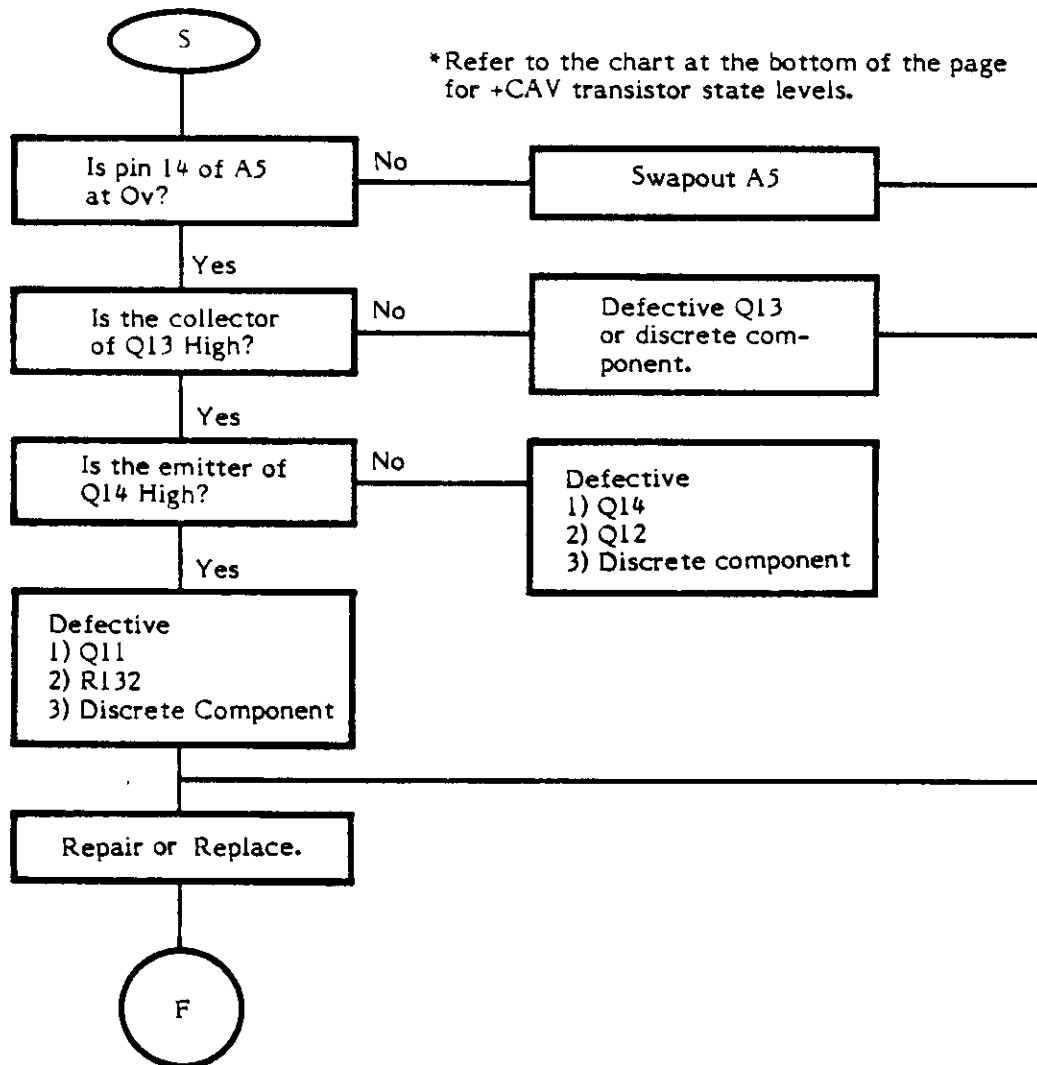 S
*Refer to the chart at the bottom of the page
for +CAV transistor state levels.
Is pin 14 of A5
at Ov?
No
Swapout A5
Yes
Is the collector
of Q13 High?
No
Defective Q13
or discrete com-
ponent.
Yes
Is the emitter of
Q14 High?
No
Defective
1) Q14
2) Q12
3) Discrete component
Yes
Defective
1) Q11
2) R132
3) Discrete Component
Repair or Replace.
F